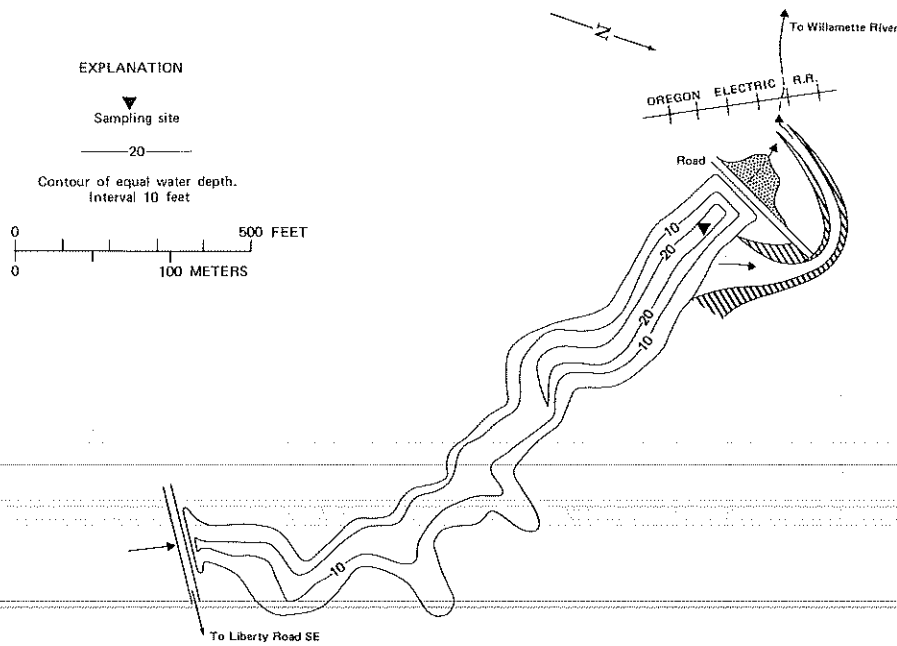 EXPLANATION
Sampling site
20
Contour of equal water depth.
Interval 10 feet
0 500 FEET
0 100 METERS
N
To Willamette River
OREGON ELECTRIC R.R.
Road
10
20
20
10
10
To Liberty Road SE